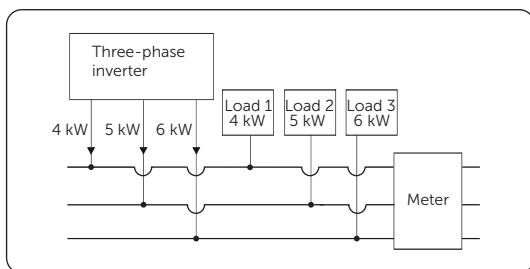 Three-phase
inverter
Load 1
4 kW
Load 2
5 kW
Load 3
6 kW
4 kW
5 kW
6 kW
Meter